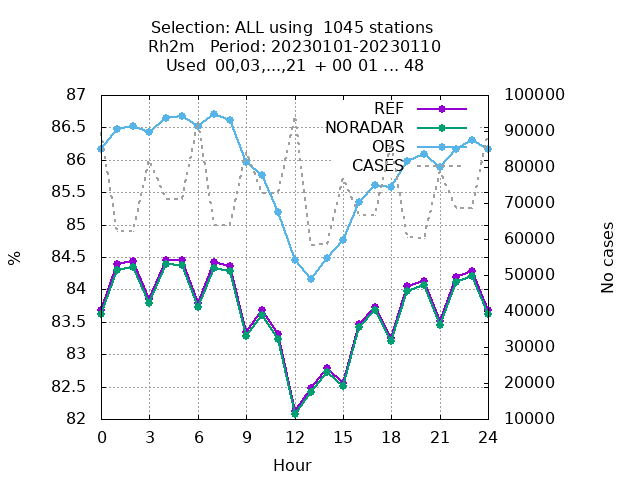 Selection: ALL using  1045 stations
Rh2m   Period: 20230101-20230110
Used  00,03,...,21  + 00 01 ... 48
87 100000
REF
86.5 90000
NORADAR
OBS
86 80000
CASES
85.5 70000
85 60000
84.5 50000
84 40000
83.5 30000
83 20000
82.5
82 10000
%
No cases
0 3 6 9 12 15 18 21 24
Hour